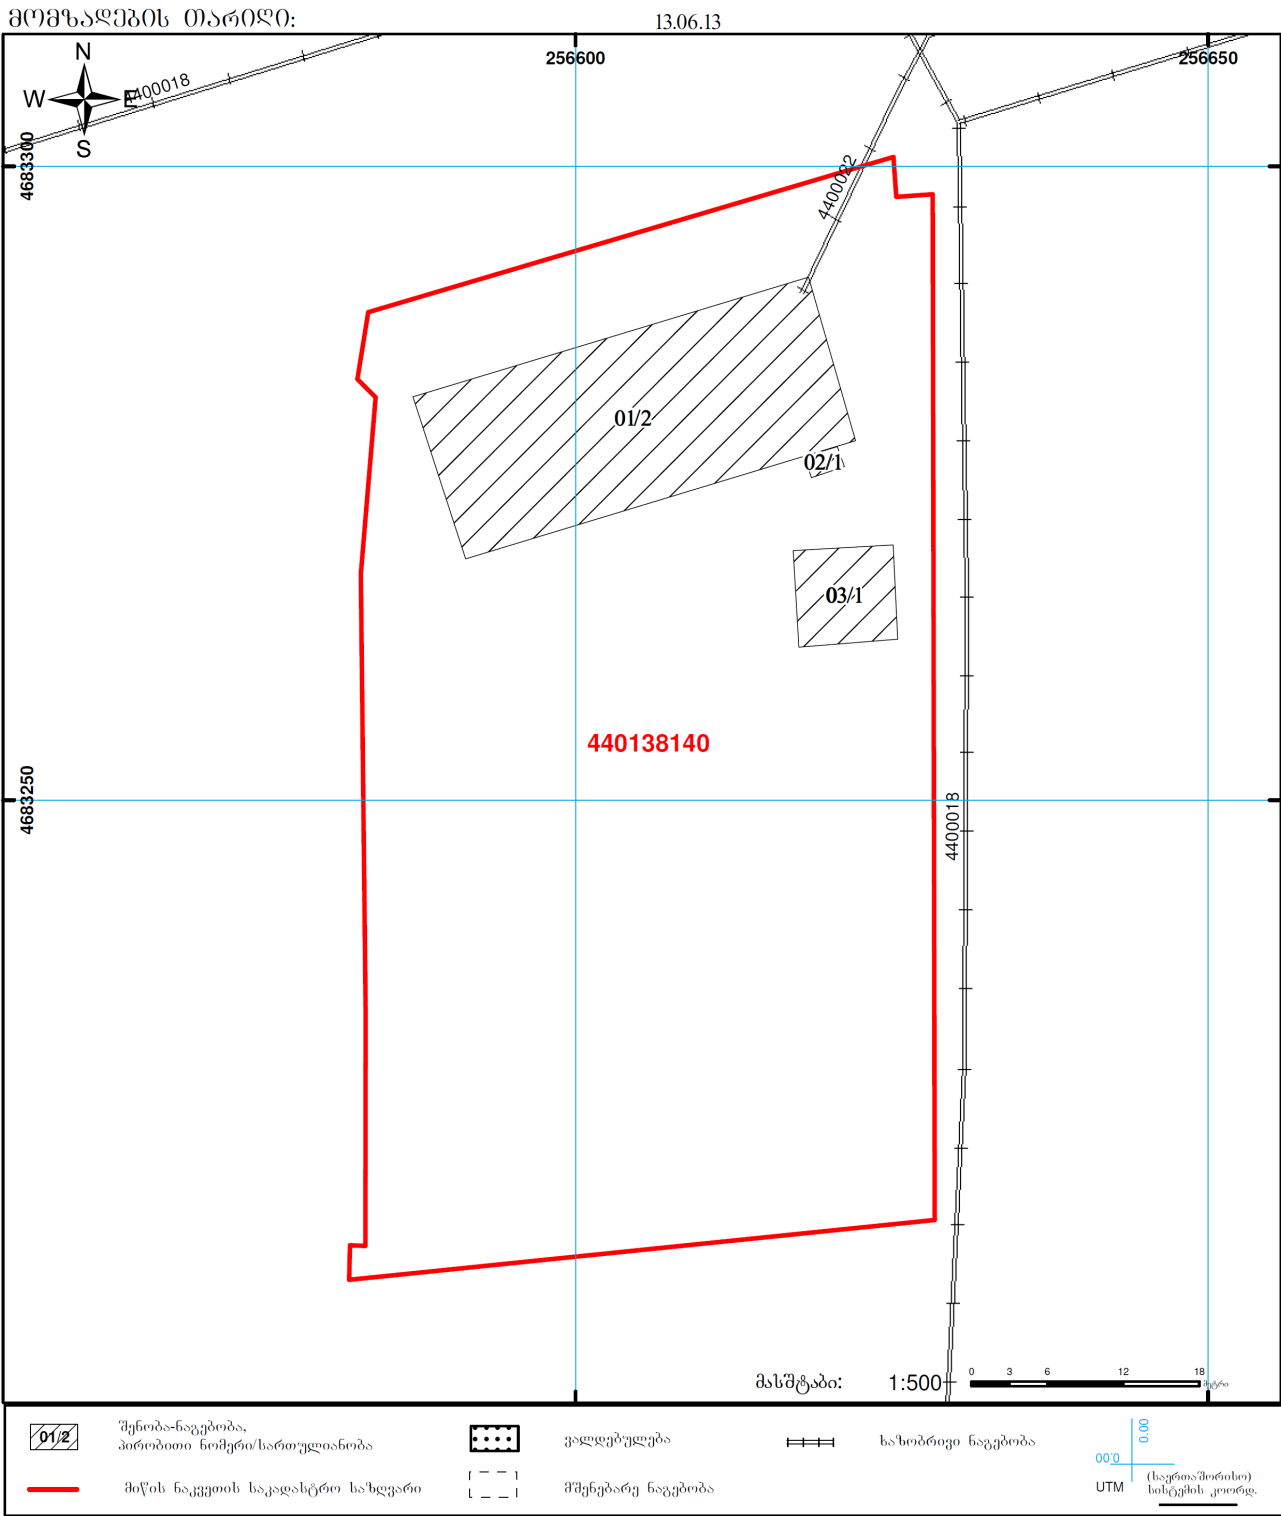 მომზადების თარიღი: 13.06.13
256600 256650
N
W E
S
4400018
4683300
4400022
01/2
02/1
03/1
440138140
4683250
4400018
მასშტაბი: 1:500 0 3 6 12 18 მეტრი
01/2 შენობა-ნაგებობა, პირობითი ნომერი/სართულიანობა
ვალდებულება
ხაზობრივი ნაგებობა
მიწის ნაკვეთის საკადასტრო საზღვარი
მშენებარე ნაგებობა
00.0
00.0
UTM (საერთაშორისო) სისტემის კოორდ.